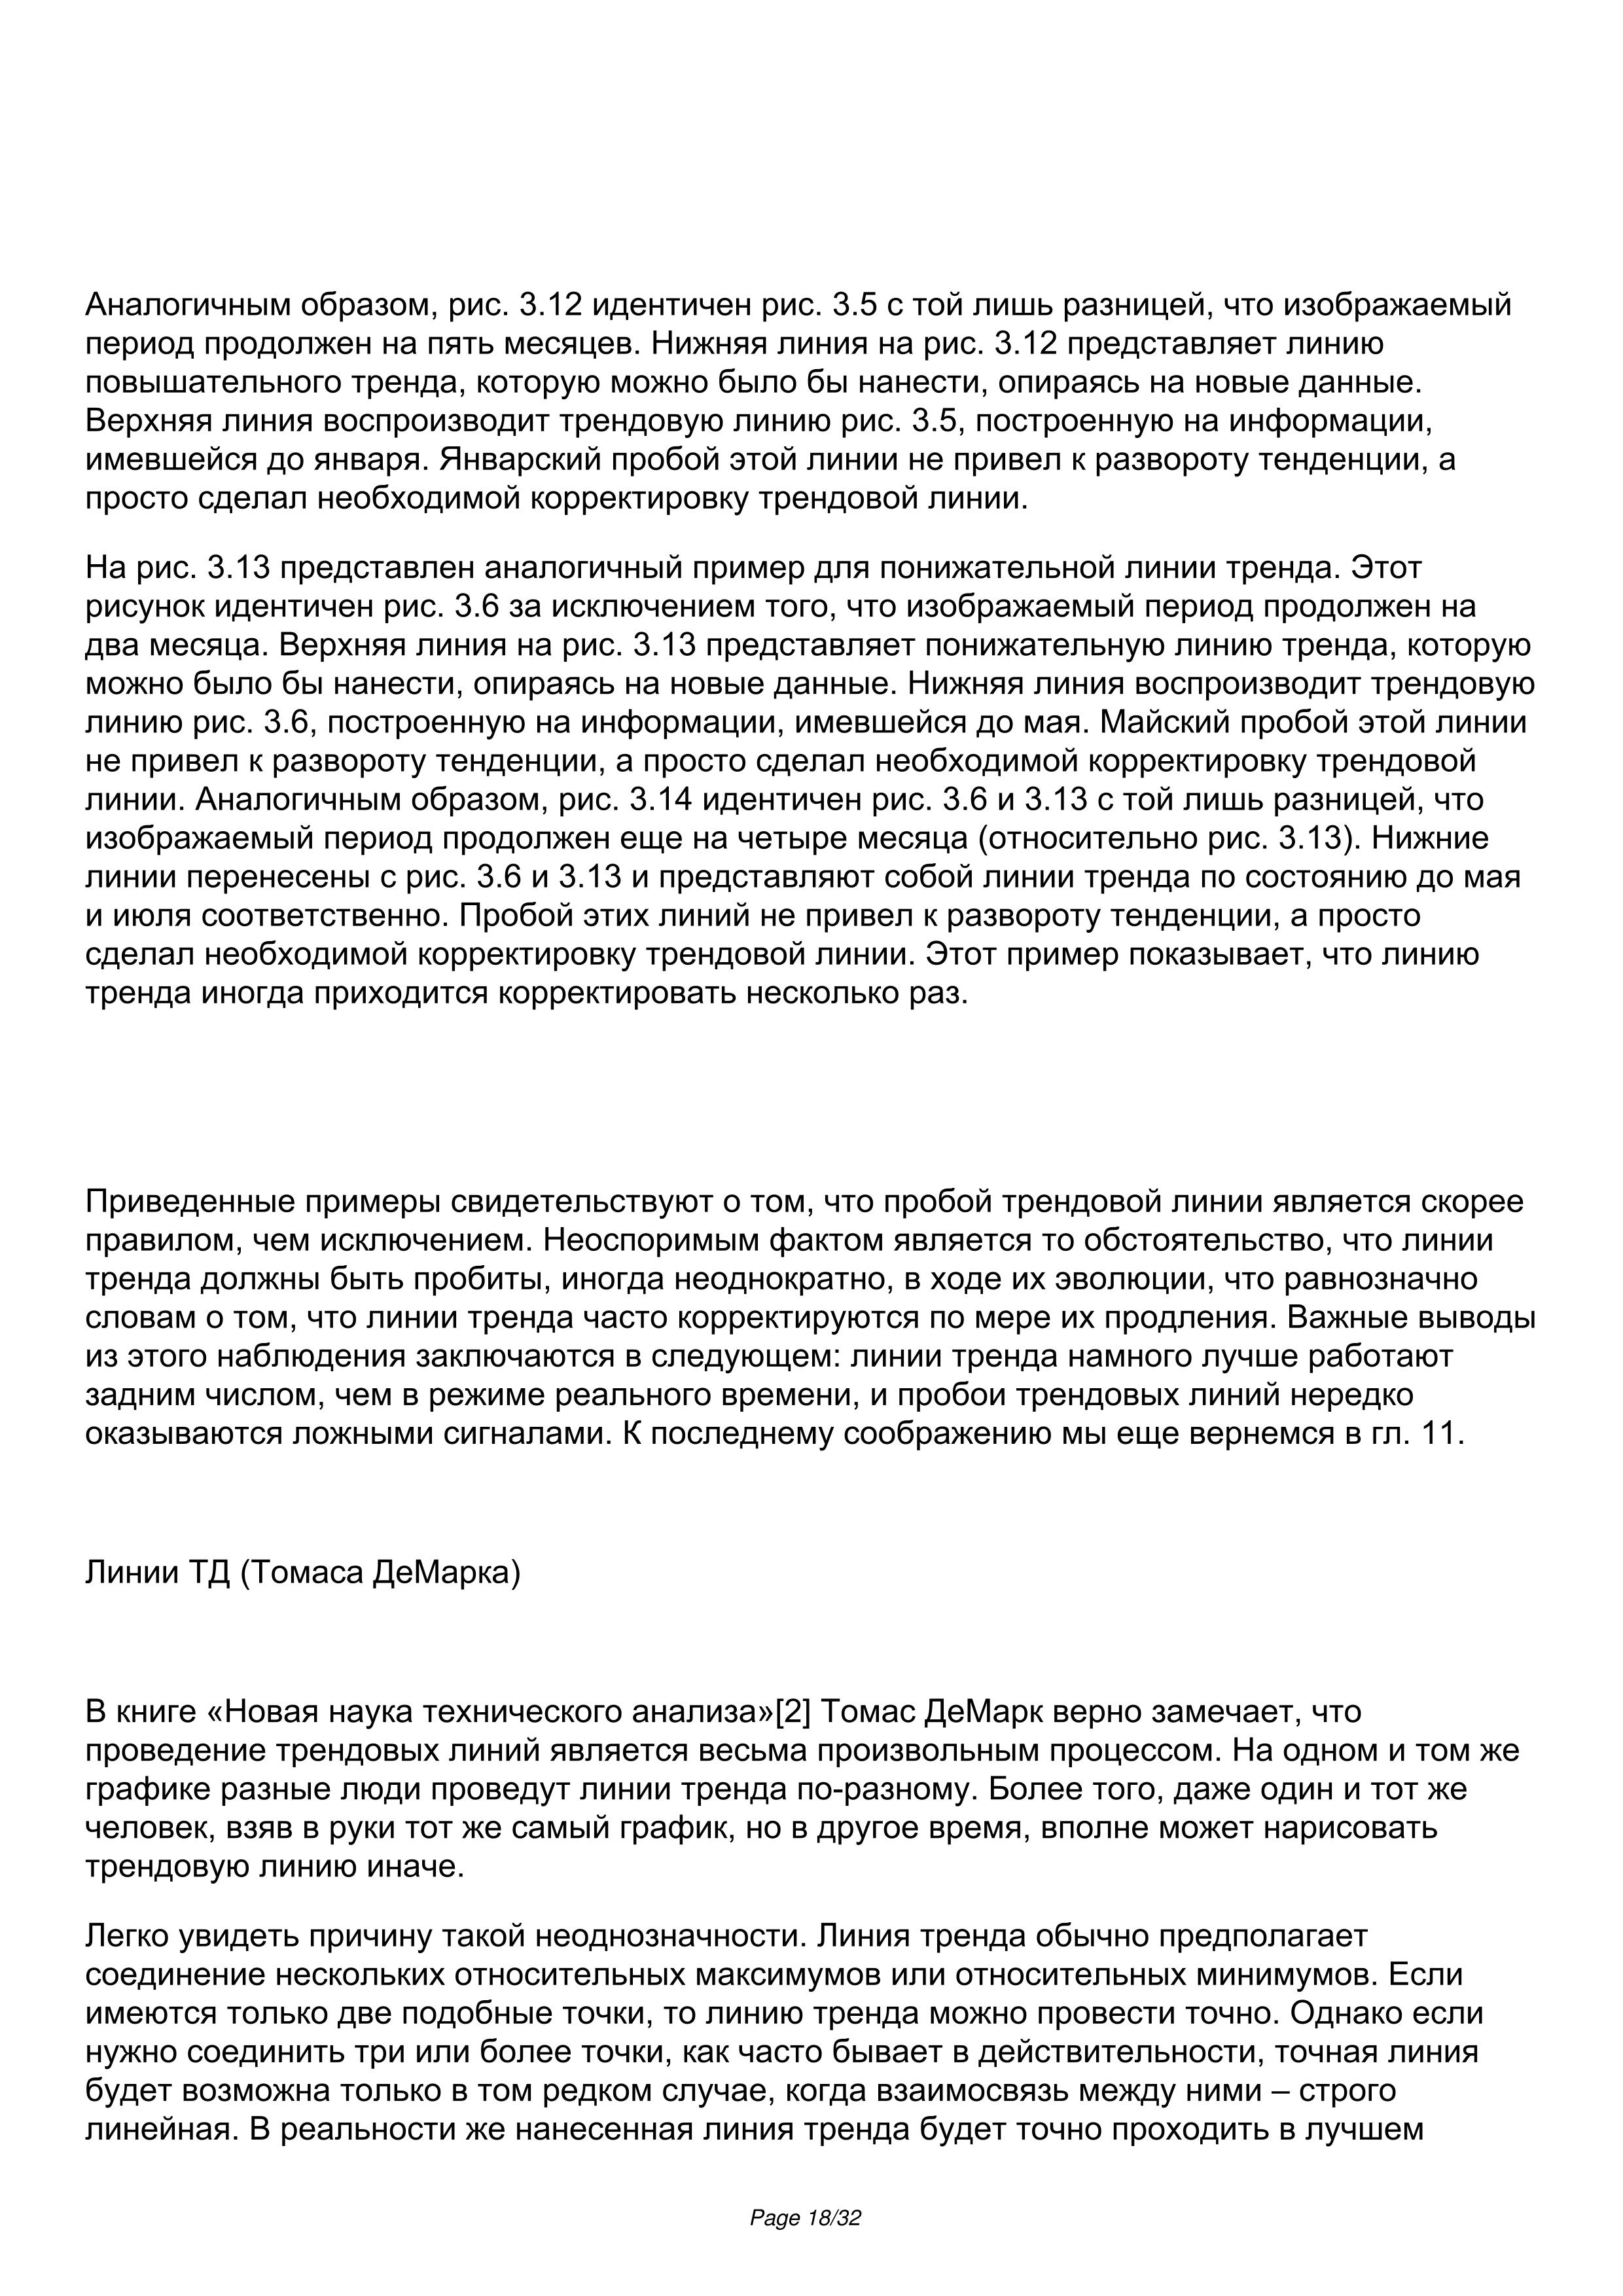 Аналогичным образом, рис. 3.12 идентичен рис. 3.5 с той лишь разницей, что изображаемый
период продолжен на пять месяцев. Нижняя линия на рис. 3.12 представляет линию
повышательного тренда, которую можно было бы нанести, опираясь на новые данные.
Верхняя линия воспроизводит трендовую линию рис. 3.5, построенную на информации,
имевшейся до января. Январский пробой этой линии не привел к развороту тенденции, а
просто сделал необходимой корректировку трендовой линии.
На рис. 3.13 представлен аналогичный пример для понижательной линии тренда. Этот
рисунок идентичен рис. 3.6 за исключением того, что изображаемый период продолжен на
два месяца. Верхняя линия на рис. 3.13 представляет понижательную линию тренда, которую
можно было бы нанести, опираясь на новые данные. Нижняя линия воспроизводит трендовую
линию рис. 3.6, построенную на информации, имевшейся до мая. Майский пробой этой линии
не привел к развороту тенденции, а просто сделал необходимой корректировку трендовой
линии. Аналогичным образом, рис. 3.14 идентичен рис. 3.6 и 3.13 с той лишь разницей, что
изображаемый период продолжен еще на четыре месяца (относительно рис. 3.13). Нижние
линии перенесены с рис. 3.6 и 3.13 и представляют собой линии тренда по состоянию до мая
и июля соответственно. Пробой этих линий не привел к развороту тенденции, а просто
сделал необходимой корректировку трендовой линии. Этот пример показывает, что линию
тренда иногда приходится корректировать несколько раз.
Приведенные примеры свидетельствуют о том, что пробой трендовой линии является скорее
правилом, чем исключением. Неоспоримым фактом является то обстоятельство, что линии
тренда должны быть пробиты, иногда неоднократно, в ходе их эволюции, что равнозначно
словам о том, что линии тренда часто корректируются по мере их продления. Важные выводы
из этого наблюдения заключаются в следующем: линии тренда намного лучше работают
задним числом, чем в режиме реального времени, и пробои трендовых линий нередко
оказываются ложными сигналами. К последнему соображению мы еще вернемся в гл. 11.
Линии ТД (Томаса ДеМарка)
В книге «Новая наука технического анализа»[2] Томас ДеМарк верно замечает, что
проведение трендовых линий является весьма произвольным процессом. На одном и том же
графике разные люди проведут линии тренда по-разному. Более того, даже один и тот же
человек, взяв в руки тот же самый график, но в другое время, вполне может нарисовать
трендовую линию иначе.
Легко увидеть причину такой неоднозначности. Линия тренда обычно предполагает
соединение нескольких относительных максимумов или относительных минимумов. Если
имеются только две подобные точки, то линию тренда можно провести точно. Однако если
нужно соединить три или более точки, как часто бывает в действительности, точная линия
будет возможна только в том редком случае, когда взаимосвязь между ними – строго
линейная. В реальности же нанесенная линия тренда будет точно проходить в лучшем
Page 18/32